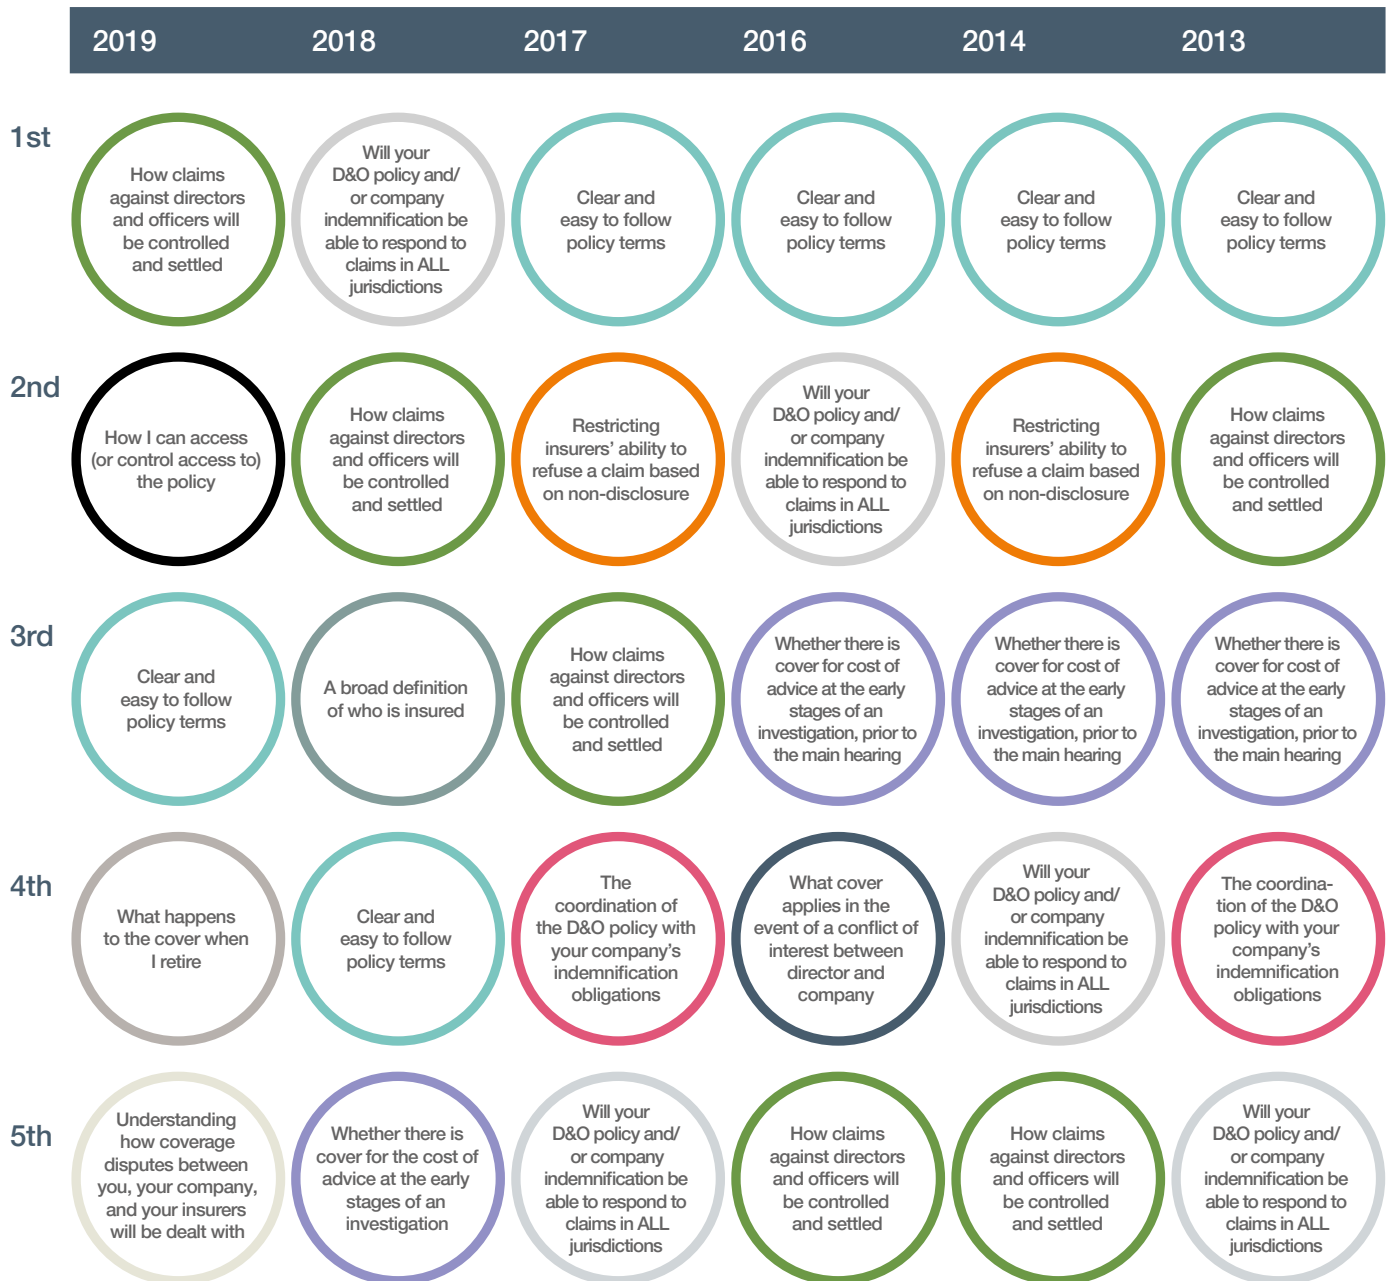 2019 2018 2017 2016 2014 2013
1st
How claims
against directors
and officers will
be controlled
and settled
Will your
D&O policy and/
or company
indemnification be
able to respond to
claims in ALL
jurisdictions
Clear and
easy to follow
policy terms
Clear and
easy to follow
policy terms
Clear and
easy to follow
policy terms
Clear and
easy to follow
policy terms
2nd
How I can access
(or control access to)
the policy
How claims
against directors
and officers will
be controlled
and settled
Restricting
insurers’ ability to
refuse a claim based
on non-disclosure
Will your
D&O policy and/
or company
indemnification be
able to respond to
claims in ALL
jurisdictions
Restricting
insurers’ ability to
refuse a claim based
on non-disclosure
How claims
against directors
and officers will
be controlled
and settled
3rd
Clear and
easy to follow
policy terms
A broad definition
of who is insured
How claims
against directors
and officers will
be controlled
and settled
Whether there is
cover for cost of
advice at the early
stages of an
investigation, prior to
the main hearing
Whether there is
cover for cost of
advice at the early
stages of an
investigation, prior to
the main hearing
Whether there is
cover for cost of
advice at the early
stages of an
investigation, prior to
the main hearing
4th
What happens
to the cover when
I retire
Clear and
easy to follow
policy terms
The
coordination of
the D&O policy with
your company’s
indemnification
obligations
What cover
applies in the
event of a conflict of
interest between
director and
company
Will your
D&O policy and/
or company
indemnification be
able to respond to
claims in ALL
jurisdictions
The coordina-
tion of the D&O
policy with your
company’s
indemnification
obligations
5th
Understanding
how coverage
disputes between
you, your company,
and your insurers
will be dealt with
Whether there is
cover for the cost of
advice at the early
stages of an
investigation
Will your
D&O policy and/
or company
indemnification be
able to respond to
claims in ALL
jurisdictions
How claims
against directors
and officers will
be controlled
and settled
How claims
against directors
and officers will
be controlled
and settled
Will your
D&O policy and/
or company
indemnification be
able to respond to
claims in ALL
jurisdictions